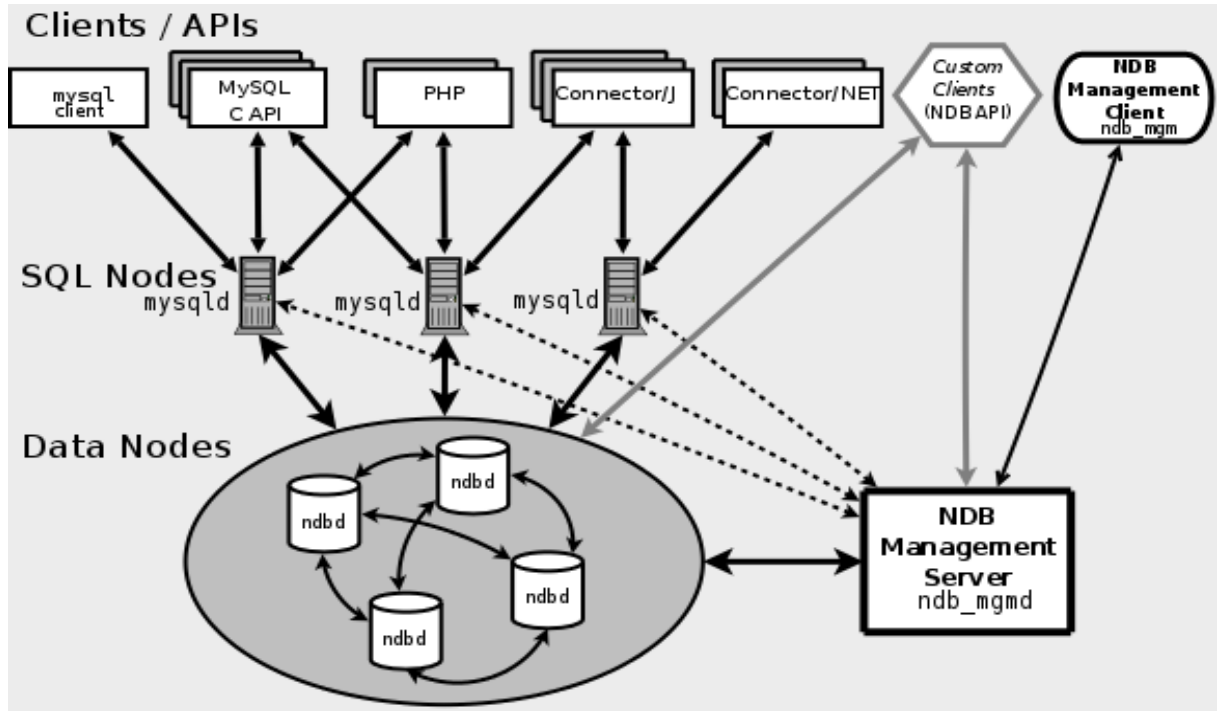 Clients / APIs
mysql
client
MySQL
C API
PHP
Connector/J
Connector/NET
Custom
Clients
(NDBAPI)
NDB
Management
Client
ndb_mgm
SQL Nodes
mysqld
mysqld
mysqld
Data Nodes
ndbd
ndbd
ndbd
ndbd
NDB
Management
Server
ndb_mgmd